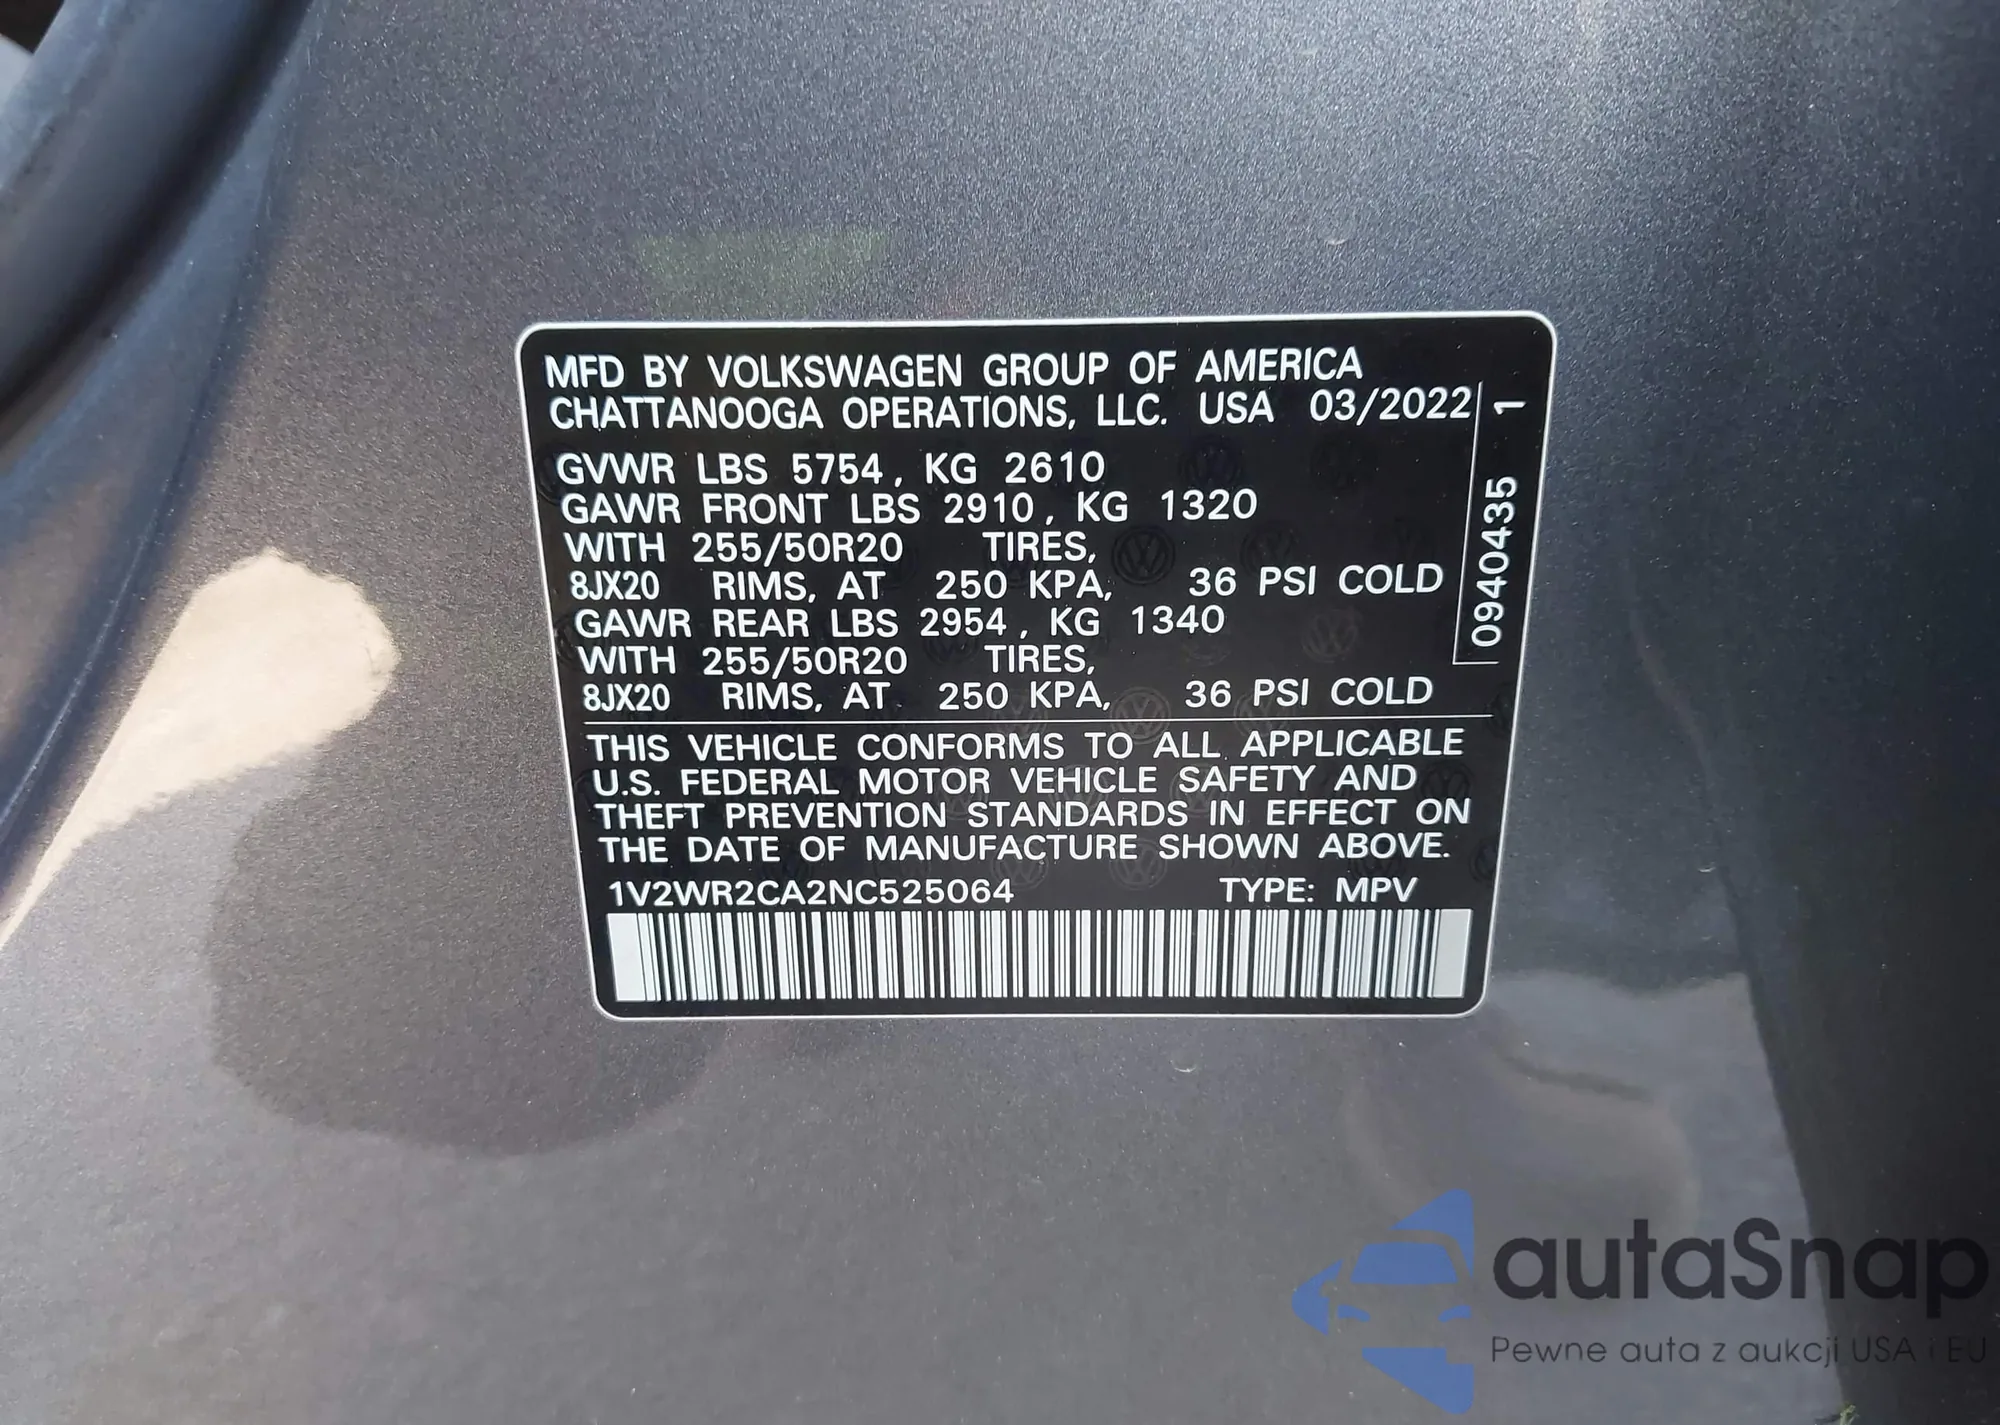 MFD BY VOLKSWAGEN GROUP OF AMERICA
CHATTANOOGA OPERATIONS, LLC. USA 03/2022
GVWR LBS 5754, KG 2610
GAWR FRONT LBS 2910, KG 1320
WITH 255/50R20 TIRES,
8JX20 RIMS, AT 250 KPA, 36 PSI COLD
GAWR REAR LBS 2954, KG 1340
WITH 255/50R20 TIRES,
8JX20 RIMS, AT 250 KPA, 36 PSI COLD
THIS VEHICLE CONFORMS TO ALL APPLICABLE
U.S. FEDERAL MOTOR VEHICLE SAFETY AND
THEFT PREVENTION STANDARDS IN EFFECT ON
THE DATE OF MANUFACTURE SHOWN ABOVE.
1V2WR2CA2NC525064 TYPE: MPV
0940435 1
autaSnap
Pewne auta z aukcji USA i EU